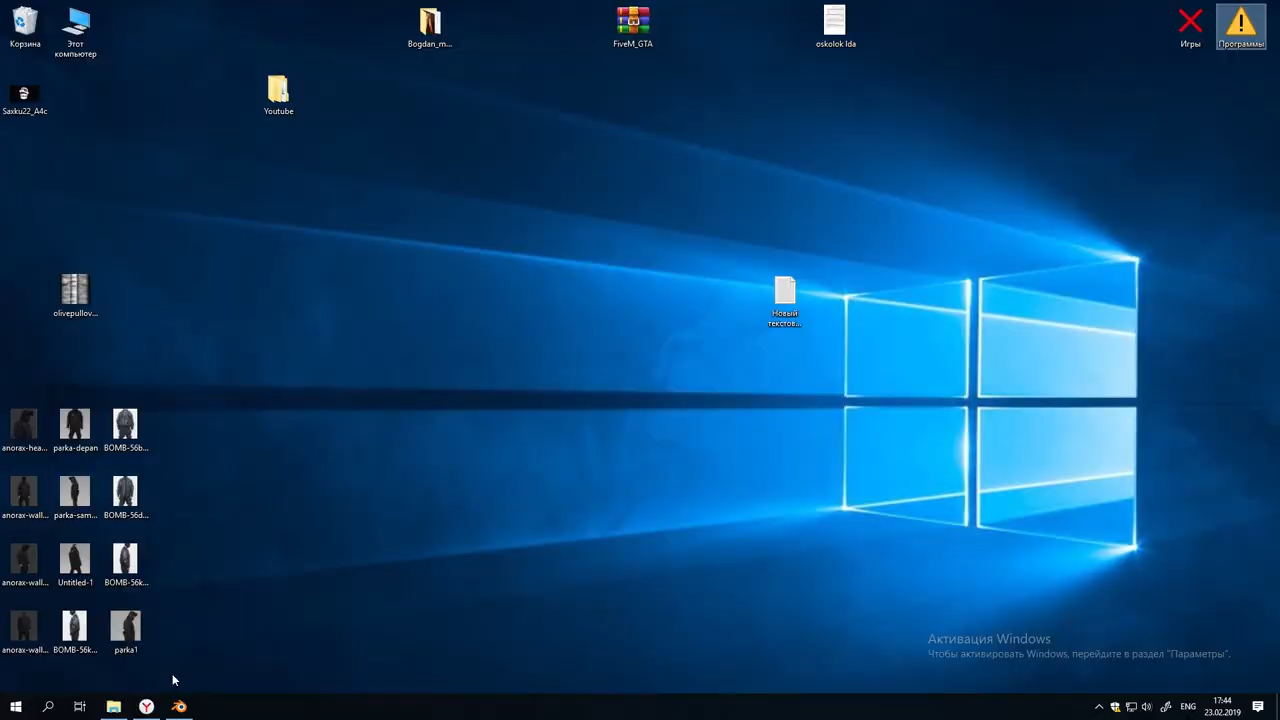 Корзина
Этот
компьютер
Bogdan_m...
FiveM_GTA
oskolok lda
Игры
Программы
Saxku22_A4c
Youtube
olivepullov...
Новый
текстов...
anorax-hea...
parka-depan
BOMB-56b...
anorax-wall...
parka-sam...
BOMB-56d...
anorax-wall...
Untitled-1
BOMB-56k...
anorax-wall...
BOMB-56k...
parka1
Активация Windows
Чтобы активировать Windows, перейдите в раздел "Параметры".
ENG
17:44
23.02.2019